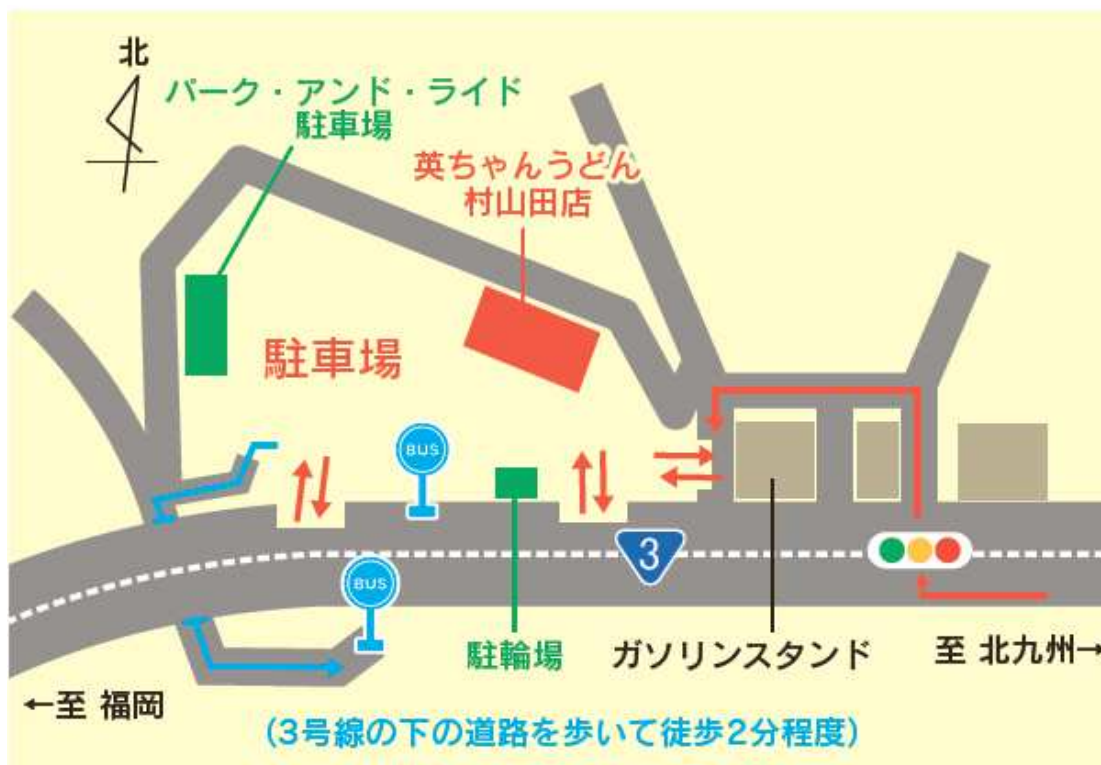 北
パーク・アンド・ライド
駐車場
英ちゃんうどん
村山田店
駐車場
BUS
3
BUS
駐輪場
ガソリンスタンド
至 北九州→
←至 福岡
(3号線の下の道路を歩いて徒歩2分程度)